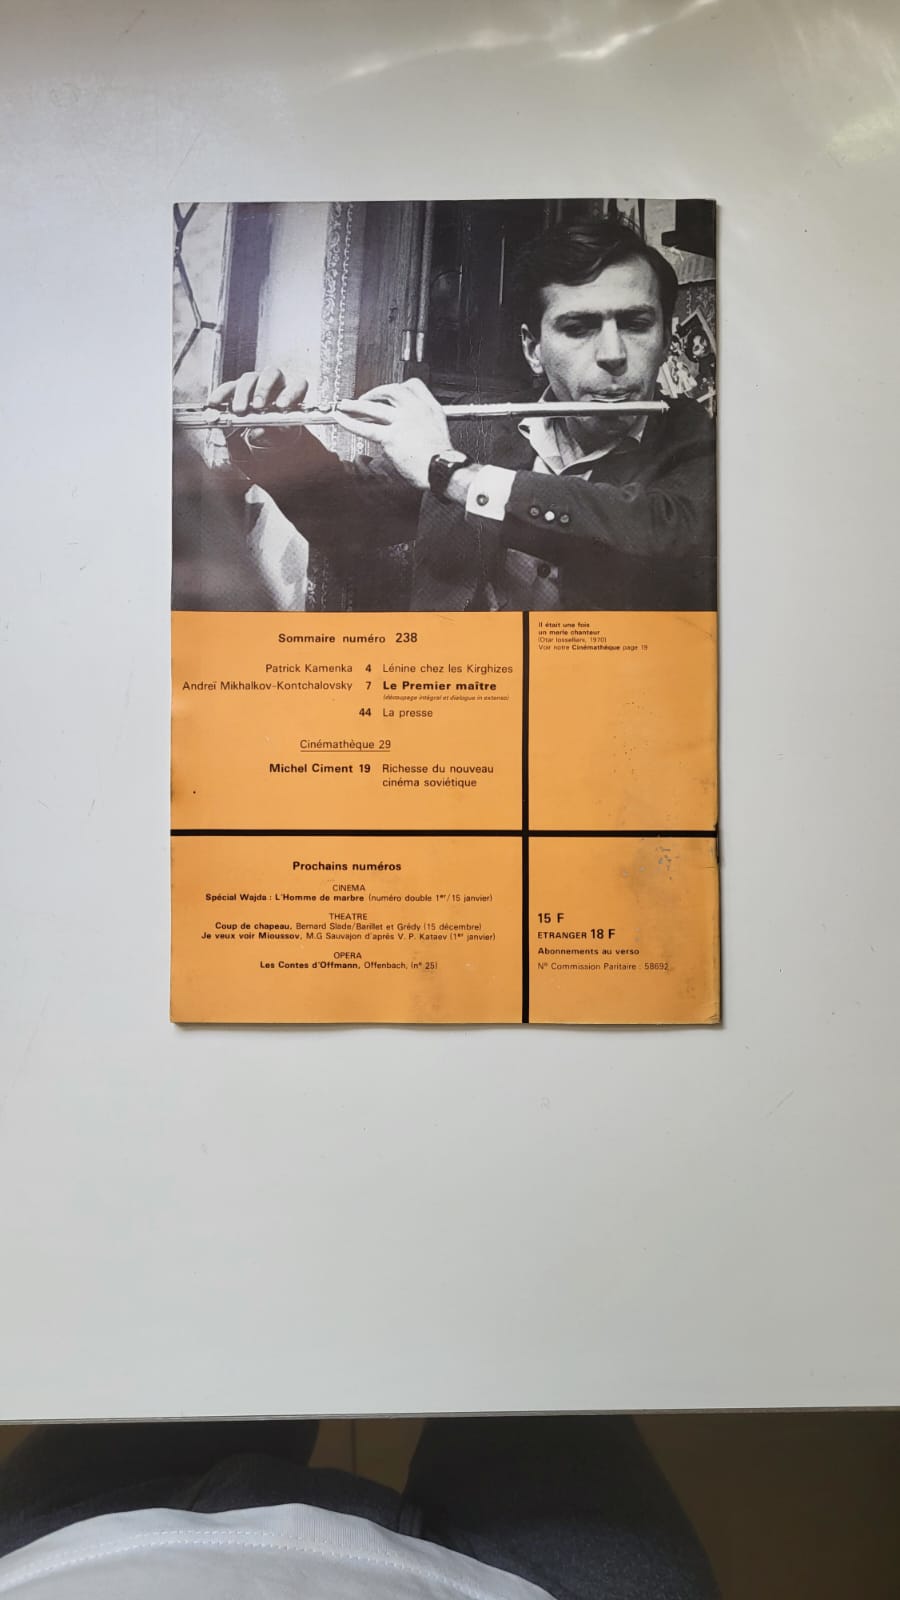 Sommaire numéro 238
Patrick Kamenka 4 Lénine chez les Kirghizes
Andreï Mikhalkov-Kontchalovsky 7 Le Premier maître
(découpage intégral et dialogue in extenso)
44 La presse
Cinémathèque 29
Michel Ciment 19 Richesse du nouveau
cinéma soviétique
Il était une fois
un merle chanteur
(Otar Iosseliani, 1970)
Voir notre Cinémathèque page 19
Prochains numéros
CINEMA
Spécial Wajda : L'Homme de marbre (numéro double 1er/15 janvier)
THEATRE
Coup de chapeau, Bernard Slade/Barillet et Grédy (15 décembre)
Je veux voir Mioussov, M.G Sauvajon d'après V. P. Kataev (1er janvier)
OPERA
Les Contes d'Offmann, Offenbach, (n° 25)
15 F
ETRANGER 18 F
Abonnements au verso
N° Commission Paritaire : 58692